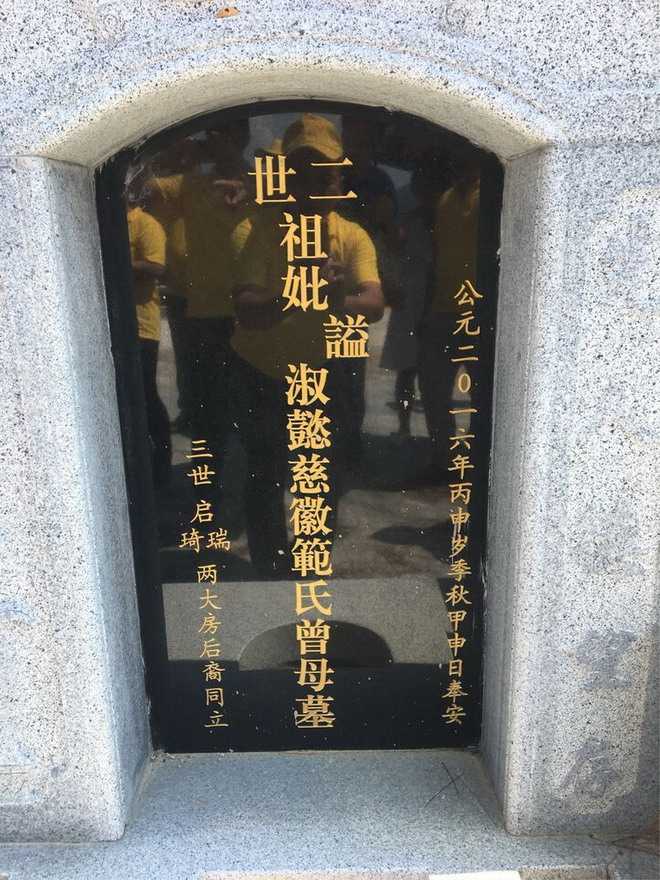 公元二〇一六年丙申岁季秋甲申日奉安
二世祖妣謚淑懿慈徽範氏曾母墓
三世启瑞琦两大房后裔同立